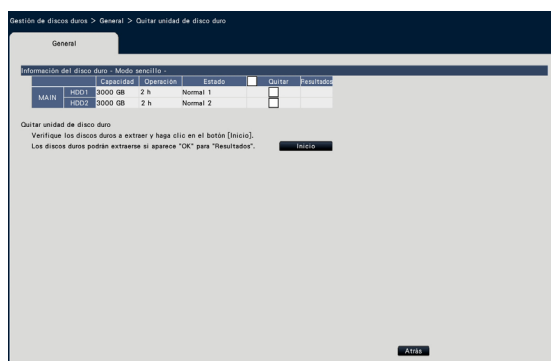 Gestión de discos duros > General > Quitar unidad de disco duro
General
Información del disco duro - Modo sencillo -
Capacidad Operación Estado Quitar Resultados
MAIN HDD1 3000 GB 2 h Normal 1
HDD2 3000 GB 2 h Normal 2
Quitar unidad de disco duro
Verifique los discos duros a extraer y haga clic en el botón [Inicio].
Los discos duros podrán extraerse si aparece "OK" para "Resultados". Inicio
Atrás